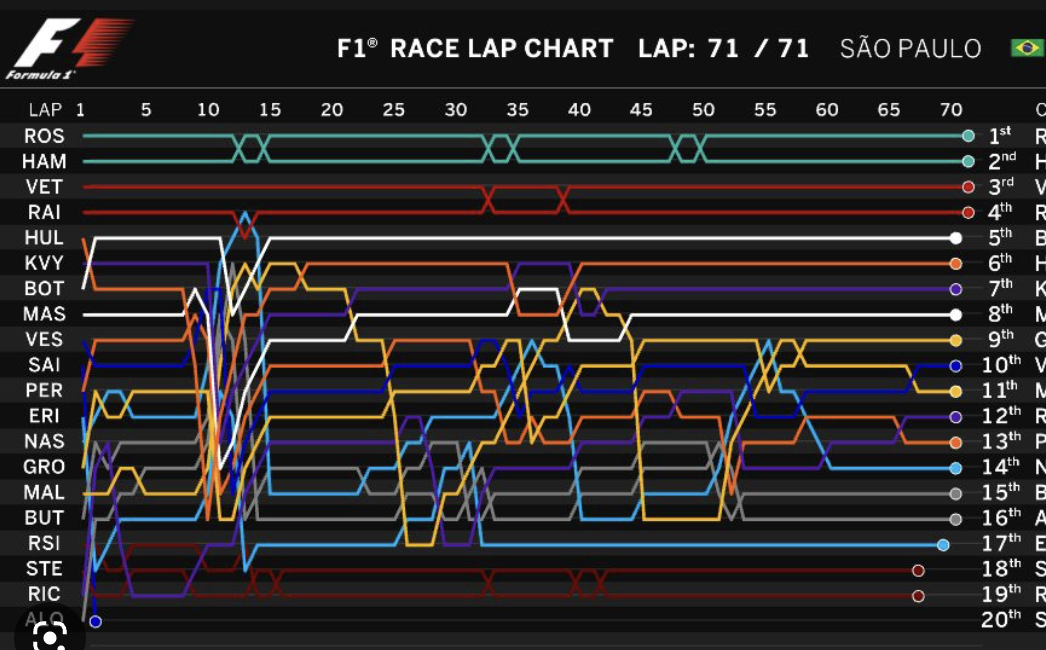 F1
Formula 1®
F1® RACE LAP CHART LAP: 71 / 71 SÃO PAULO
LAP 1 5 10 15 20 25 30 35 40 45 50 55 60 65 70
ROS 1st R
HAM 2nd H
VET 3rd V
RAI 4th R
HUL 5th B
KVY 6th H
BOT 7th K
MAS 8th M
VES 9th G
SAI 10th V
PER 11th M
ERI 12th R
NAS 13th P
GRO 14th N
MAL 15th B
BUT 16th A
RSI 17th E
STE 18th S
RIC 19th R
ALO 20th S